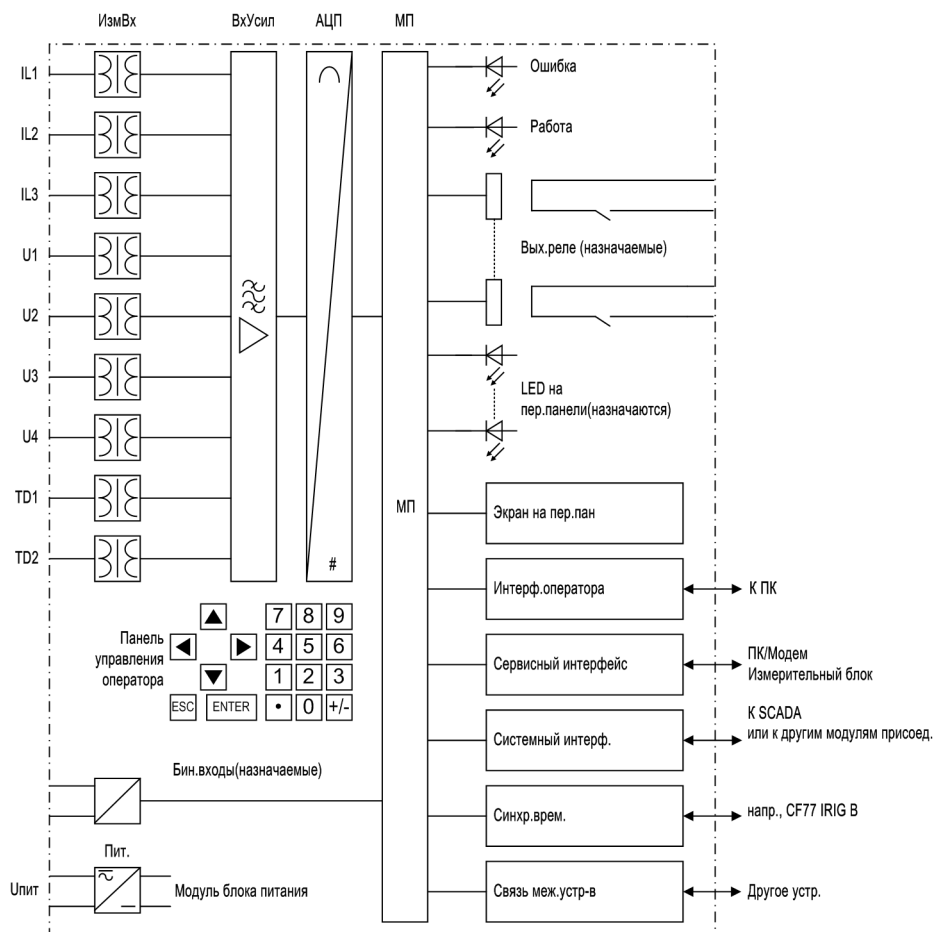 ИзмВх ВхУсил АЦП МП
IL1
IL2
IL3
U1
U2
U3
U4
TD1
TD2
#
МП
Ошибка
Работа
Вых.реле (назначаемые)
LED на
пер.панели(назначаются)
Экран на пер.пан
Интерф.оператора
К ПК
Сервисный интерфейс
ПК/Модем
Измерительный блок
Системный интерф.
К SCADA
или к другим модулям присоед.
Синхр.врем.
напр., CF77 IRIG B
Связь меж.устр-в
Другое устр.
Панель
управления
оператора
7 8 9
4 5 6
1 2 3
ESC ENTER • 0 +/-
Бин.входы(назначаемые)
Пит.
Uпит
Модуль блока питания